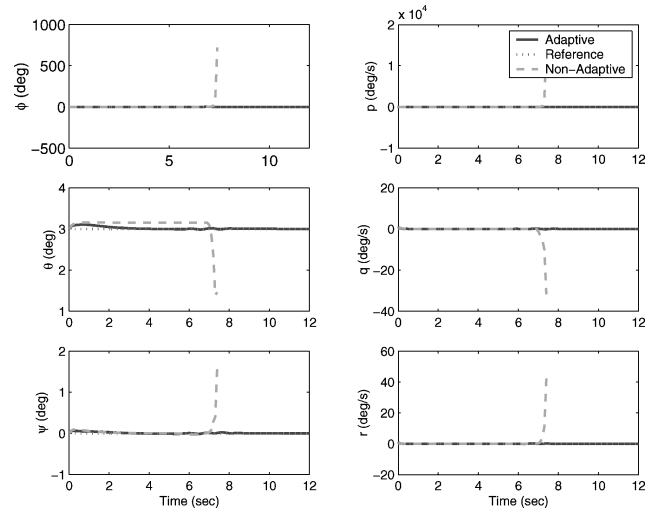 x 10^4
1000
500
0
−500
φ (deg)
0 5 10
1
0
−1
p (deg/s)
0 2 4 6 8 10 12
Adaptive
Reference
Non−Adaptive
4
3
2
1
θ (deg)
0 2 4 6 8 10 12
20
0
−20
−40
q (deg/s)
0 2 4 6 8 10 12
2
1
0
−1
ψ (deg)
0 2 4 6 8 10 12
Time (sec)
60
40
20
0
−20
r (deg/s)
0 2 4 6 8 10 12
Time (sec)